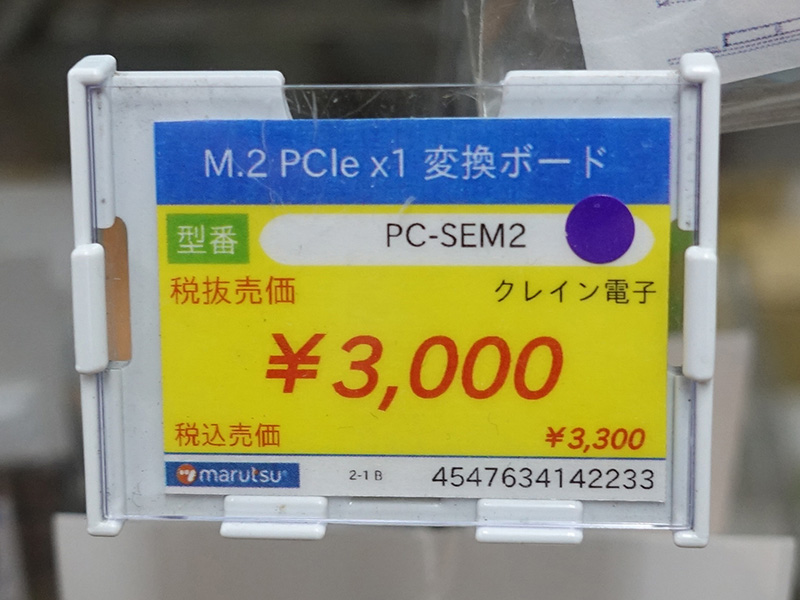 M.2 PCIe x1 変換ボード
型番 PC-SEM2
税抜売価 クレイン電子
¥3,000
税込売価 ¥3,300
marutsu 2-1 B 4547634142233